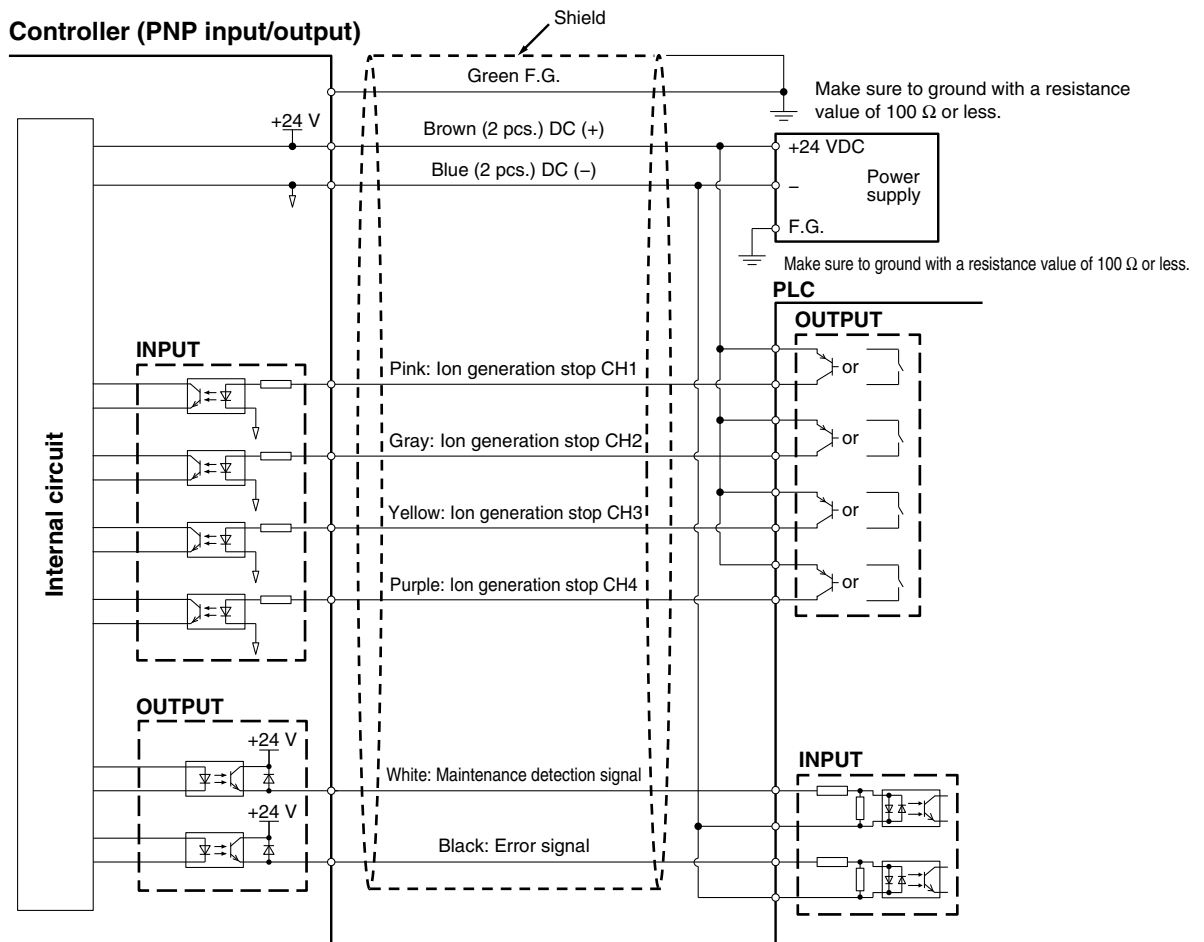 Controller (PNP input/output)
Shield
Green F.G.
Make sure to ground with a resistance
value of 100 Ω or less.
+24 V
Brown (2 pcs.) DC (+)
+24 VDC
Blue (2 pcs.) DC (−)
−
Power
supply
F.G.
Make sure to ground with a resistance value of 100 Ω or less.
PLC
OUTPUT
INPUT
Pink: Ion generation stop CH1
or
Gray: Ion generation stop CH2
or
Internal circuit
Yellow: Ion generation stop CH3
or
Purple: Ion generation stop CH4
or
OUTPUT
+24 V
INPUT
White: Maintenance detection signal
+24 V
Black: Error signal